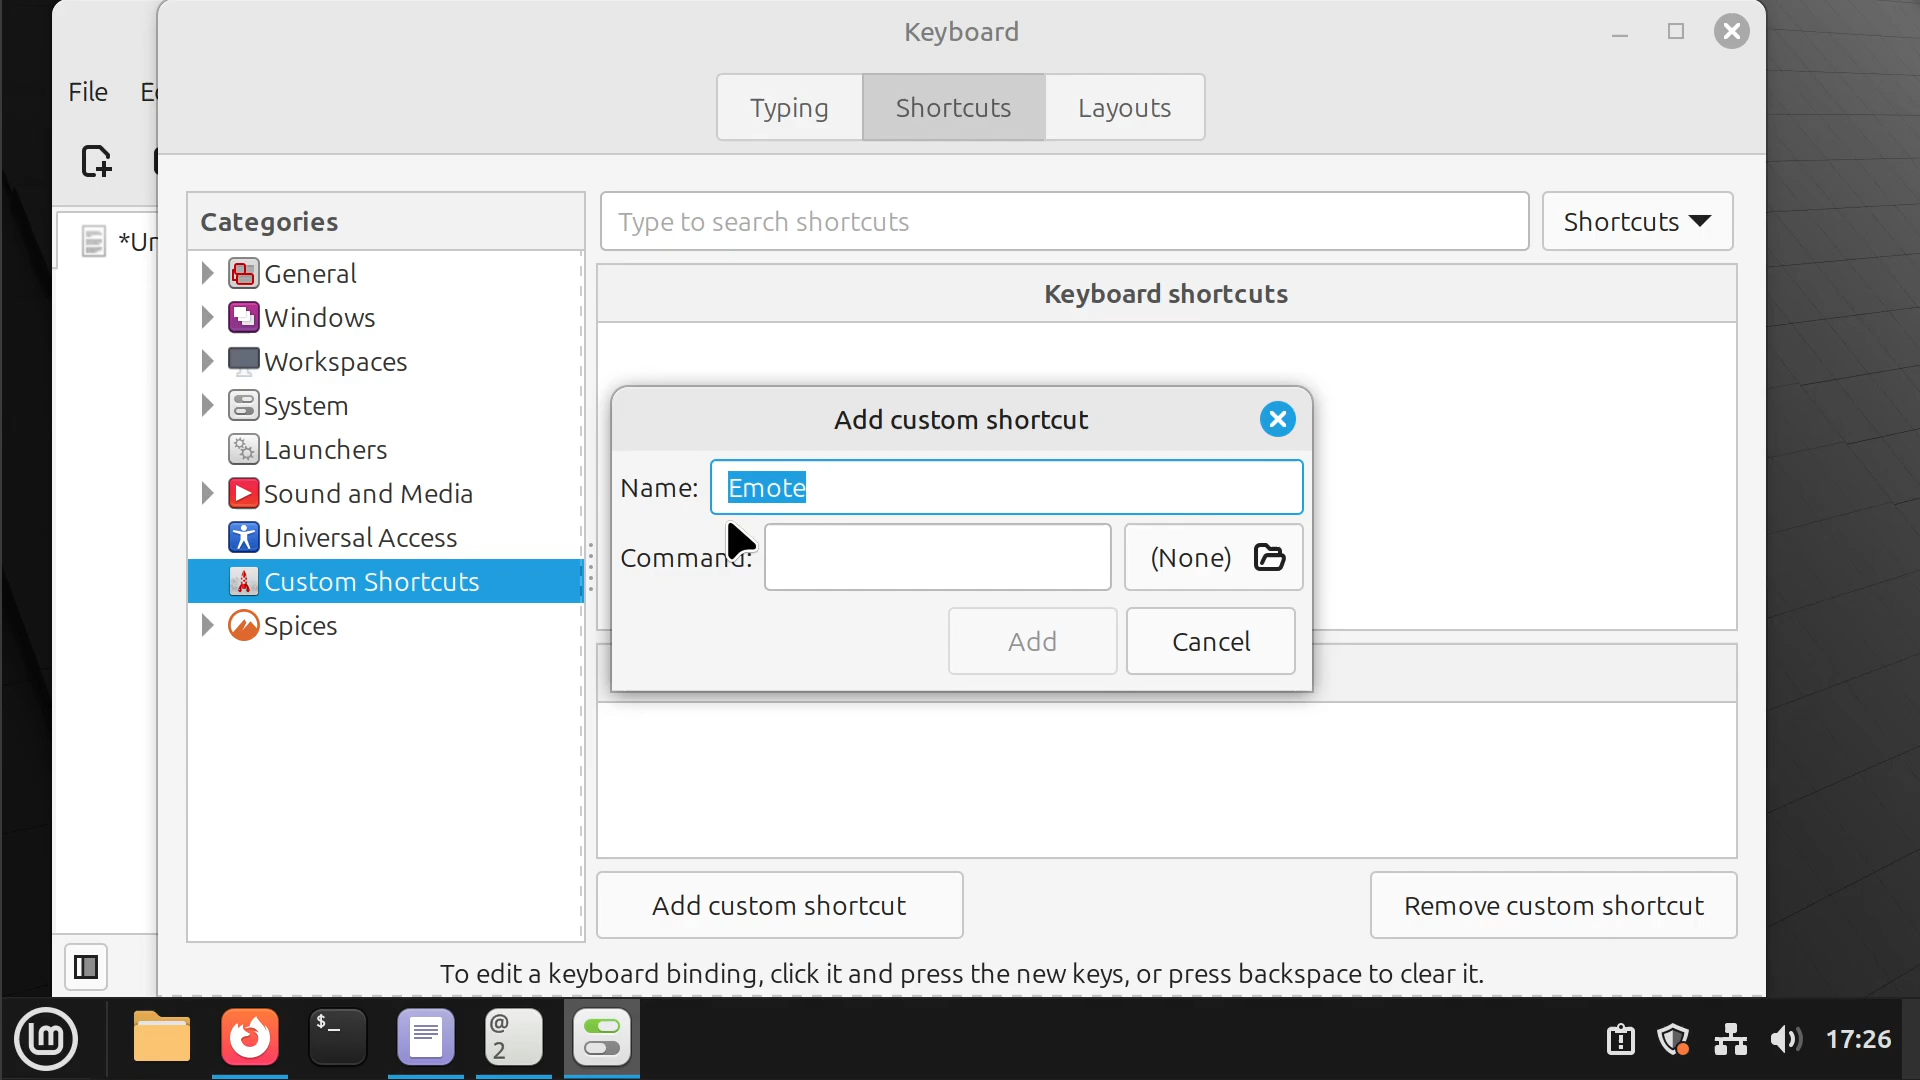 Keyboard
File
Typing
Shortcuts
Layouts
*Un
Categories
Type to search shortcuts
Shortcuts
General
Windows
Workspaces
System
Launchers
Sound and Media
Universal Access
Custom Shortcuts
Spices
Keyboard shortcuts
Add custom shortcut
Name: Emote
Command:
(None)
Add
Cancel
Add custom shortcut
Remove custom shortcut
To edit a keyboard binding, click it and press the new keys, or press backspace to clear it.
$_
@
2
17:26